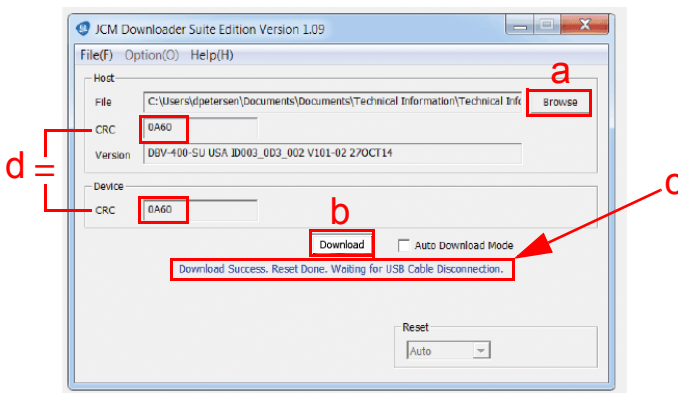 JCM Downloader Suite Edition Version 1.09
File(F) Option(O) Help(H)
a
Host
File C:\Users\dpetersen\Documents\Documents\Technical Information\Technical Info Browse
CRC 0A60
d =
Version DBV-400-SU USA ID003_0D3_002 V101-02 27OCT14
Device
c
CRC 0A60
b
Download Auto Download Mode
Download Success. Reset Done. Waiting for USB Cable Disconnection.
Reset
Auto